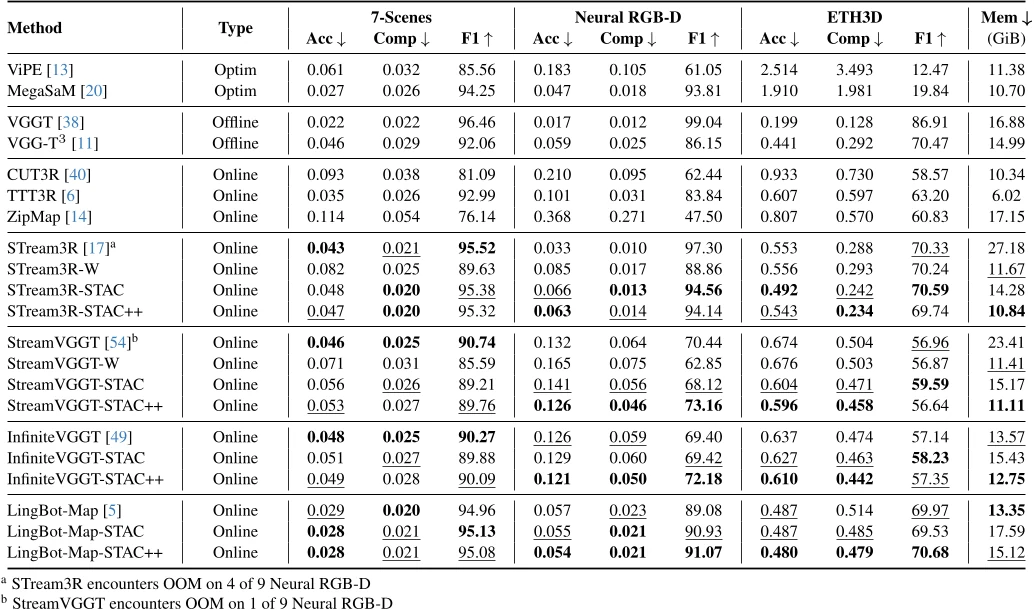 Method Type 7-Scenes Neural RGB-D ETH3D Mem ↓
Acc ↓ Comp ↓ F1 ↑ Acc ↓ Comp ↓ F1 ↑ Acc ↓ Comp ↓ F1 ↑ (GiB)
ViPE [13] Optim 0.061 0.032 85.56 0.183 0.105 61.05 2.514 3.493 12.47 11.38
MegaSaM [20] Optim 0.027 0.026 94.25 0.047 0.018 93.81 1.910 1.981 19.84 10.70
VGGT [38] Offline 0.022 0.022 96.46 0.017 0.012 99.04 0.199 0.128 86.91 16.88
VGG-T³ [11] Offline 0.046 0.029 92.06 0.059 0.025 86.15 0.441 0.292 70.47 14.99
CUT3R [40] Online 0.093 0.038 81.09 0.210 0.095 62.44 0.933 0.730 58.57 10.34
TTT3R [6] Online 0.035 0.026 92.99 0.101 0.031 83.84 0.607 0.597 63.20 6.02
ZipMap [14] Online 0.114 0.054 76.14 0.368 0.271 47.50 0.807 0.570 60.83 17.15
STream3R [17]ᵃ Online 0.043 0.021 95.52 0.033 0.010 97.30 0.553 0.288 70.33 27.18
STream3R-W Online 0.082 0.025 89.63 0.085 0.017 88.86 0.556 0.293 70.24 11.67
STream3R-STAC Online 0.048 0.020 95.38 0.066 0.013 94.56 0.492 0.242 70.59 14.28
STream3R-STAC++ Online 0.047 0.020 95.32 0.063 0.014 94.14 0.543 0.234 69.74 10.84
StreamVGGT [54]ᵇ Online 0.046 0.025 90.74 0.132 0.064 70.44 0.674 0.504 56.96 23.41
StreamVGGT-W Online 0.071 0.031 85.59 0.165 0.075 62.85 0.676 0.503 56.87 11.41
StreamVGGT-STAC Online 0.056 0.026 89.21 0.141 0.056 68.12 0.604 0.471 59.59 15.17
StreamVGGT-STAC++ Online 0.053 0.027 89.76 0.126 0.046 73.16 0.596 0.458 56.64 11.11
InfiniteVGGT [49] Online 0.048 0.025 90.27 0.126 0.059 69.40 0.637 0.474 57.14 13.57
InfiniteVGGT-STAC Online 0.051 0.027 89.88 0.129 0.060 69.42 0.627 0.463 58.23 15.43
InfiniteVGGT-STAC++ Online 0.049 0.028 90.09 0.121 0.050 72.18 0.610 0.442 57.35 12.75
LingBot-Map [5] Online 0.029 0.020 94.96 0.057 0.023 89.08 0.487 0.514 69.97 13.35
LingBot-Map-STAC Online 0.028 0.021 95.13 0.055 0.021 90.93 0.487 0.485 69.53 17.59
LingBot-Map-STAC++ Online 0.028 0.021 95.08 0.054 0.021 91.07 0.480 0.479 70.68 15.12
ᵃ STream3R encounters OOM on 4 of 9 Neural RGB-D
ᵇ StreamVGGT encounters OOM on 1 of 9 Neural RGB-D